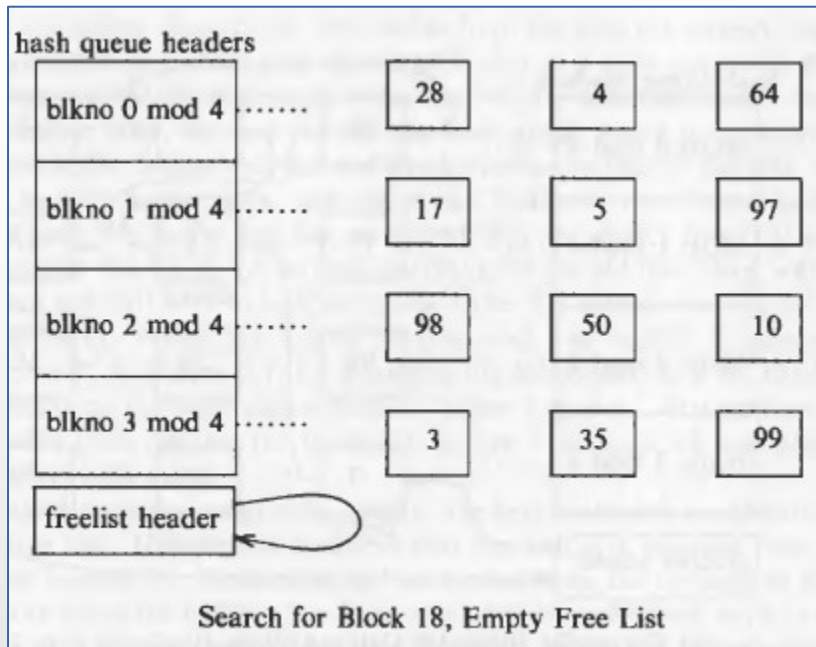 hash queue headers
blkno 0 mod 4 ........ 28 4 64
blkno 1 mod 4 ........ 17 5 97
blkno 2 mod 4 ........ 98 50 10
blkno 3 mod 4 ........ 3 35 99
freelist header
Search for Block 18, Empty Free List